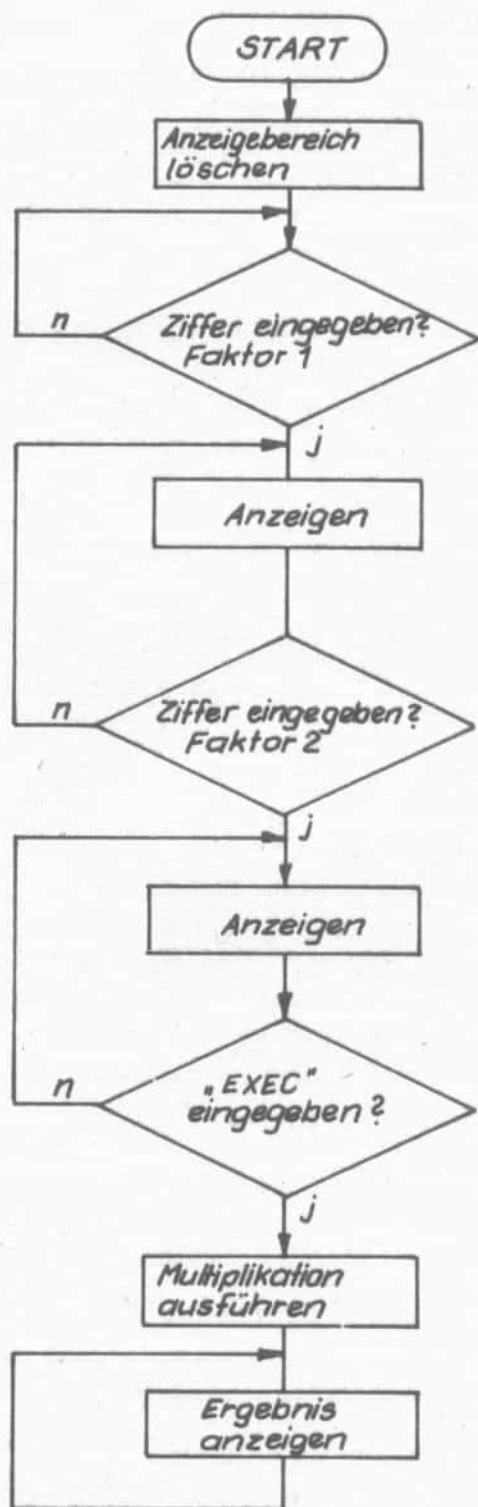 START
Anzeigebereich
löschen
n
Ziffer eingegeben?
Faktor 1
j
Anzeigen
n
Ziffer eingegeben?
Faktor 2
j
Anzeigen
n
„EXEC"
eingegeben?
j
Multiplikation
ausführen
Ergebnis
anzeigen